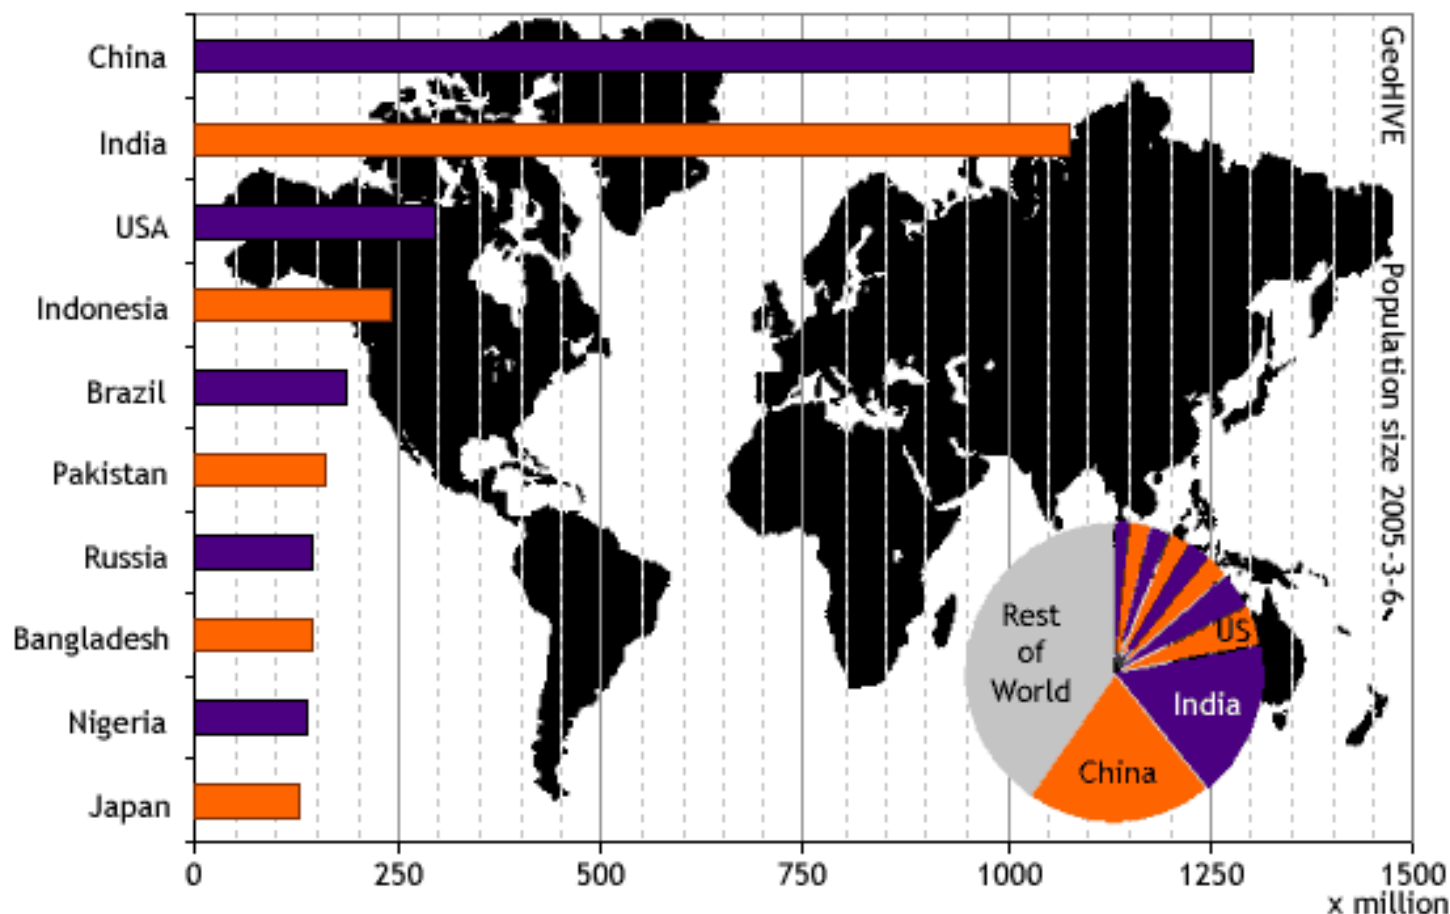 China
India
USA
Indonesia
Brazil
Pakistan
Russia
Bangladesh
Nigeria
Japan
0 250 500 750 1000 1250 1500
x million
GeoHIVE
Population size 2005-3-6
Rest
of
World
US
India
China